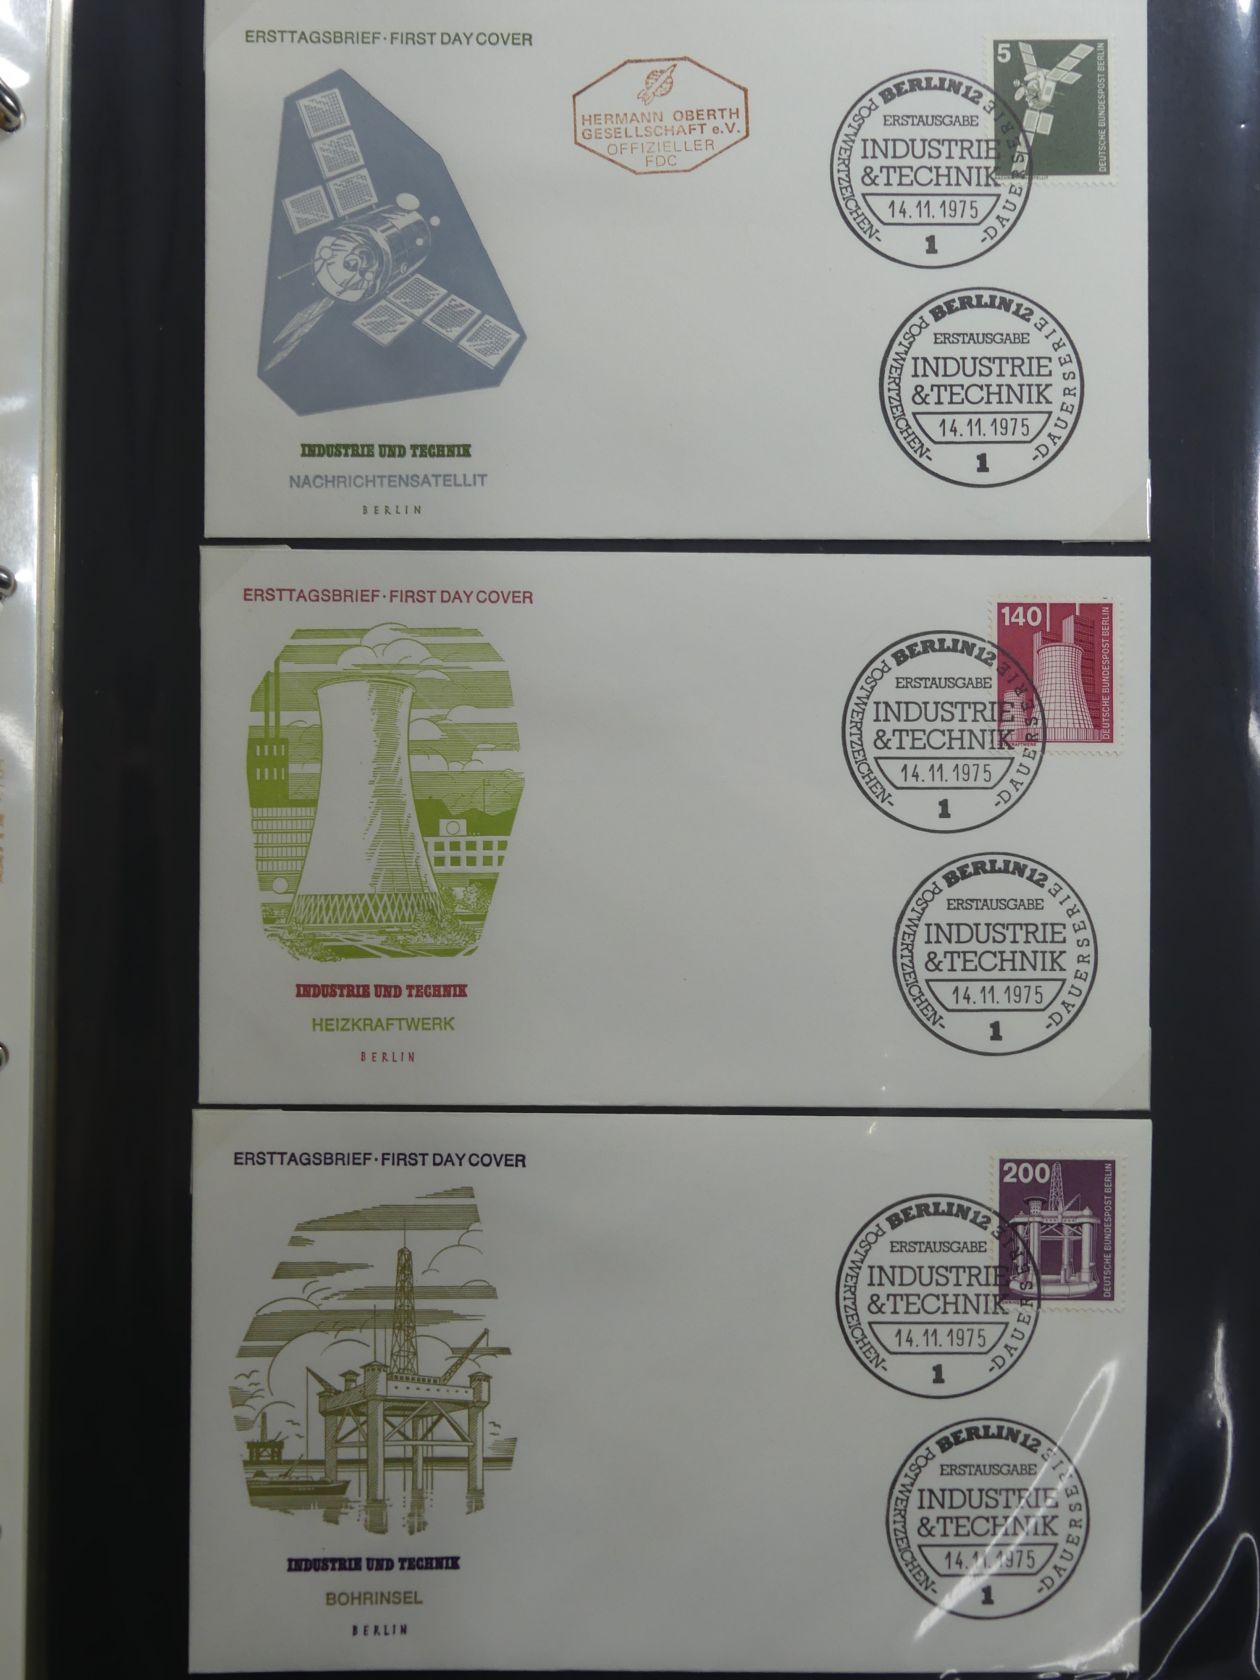 ERSTTAGSBRIEF · FIRST DAY COVER
HERMANN OBERTH
GESELLSCHAFT e.V.
OFFIZIELLER
FDC
5
DEUTSCHE BUNDESPOST BERLIN
BERLIN 12
POSTWERTZEICHEN-
-DAUERSERIE
ERSTAUSGABE
INDUSTRIE
&TECHNIK
14.11.1975
1
BERLIN 12
POSTWERTZEICHEN-
-DAUERSERIE
ERSTAUSGABE
INDUSTRIE
&TECHNIK
14.11.1975
1
INDUSTRIE UND TECHNIK
NACHRICHTENSATELLIT
BERLIN
ERSTTAGSBRIEF · FIRST DAY COVER
140
DEUTSCHE BUNDESPOST BERLIN
BERLIN 12
POSTWERTZEICHEN-
-DAUERSERIE
ERSTAUSGABE
INDUSTRIE
&TECHNIK
14.11.1975
1
BERLIN 12
POSTWERTZEICHEN-
-DAUERSERIE
ERSTAUSGABE
INDUSTRIE
&TECHNIK
14.11.1975
1
INDUSTRIE UND TECHNIK
HEIZKRAFTWERK
BERLIN
ERSTTAGSBRIEF · FIRST DAY COVER
200
DEUTSCHE BUNDESPOST BERLIN
BERLIN 12
POSTWERTZEICHEN-
-DAUERSERIE
ERSTAUSGABE
INDUSTRIE
&TECHNIK
14.11.1975
1
BERLIN 12
POSTWERTZEICHEN-
-DAUERSERIE
ERSTAUSGABE
INDUSTRIE
&TECHNIK
14.11.1975
1
INDUSTRIE UND TECHNIK
BOHRINSEL
BERLIN